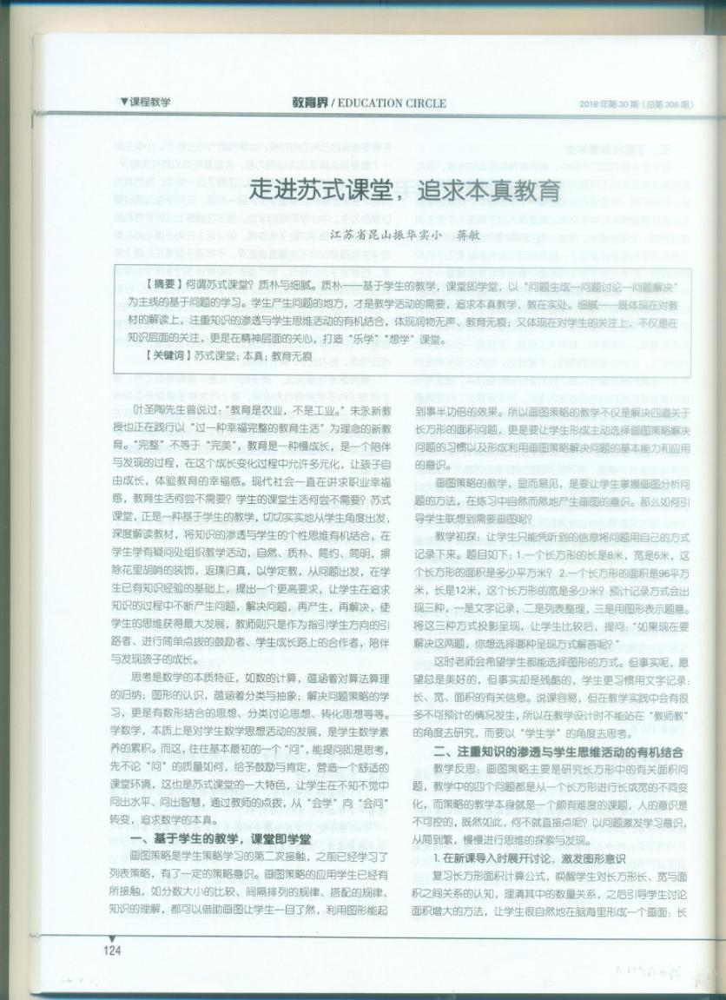 ▼课程教学
教育界 / EDUCATION CIRCLE
2018年第30期（总第306期）
走进苏式课堂，追求本真教育
江苏省昆山振华实小　蒋敏
【摘要】何谓苏式课堂？质朴与细腻。质朴——基于学生的教学，课堂即学堂，以“问题生成—问题讨论—问题解决”
为主线的基于问题的学习。学生产生问题的地方，才是教学活动的需要，追求本真教学，教在实处。细腻——既体现在对教
材的解读上，注重知识的渗透与学生思维活动的有机结合，体现润物无声、教育无痕；又体现在对学生的关注上，不仅是在
知识层面的关注，更是在精神层面的关心，打造“乐学”“想学”课堂。
【关键词】苏式课堂；本真；教育无痕
叶圣陶先生曾说过：“教育是农业，不是工业。”朱永新教
授也正在践行以“过一种幸福完整的教育生活”为理念的新教
育。“完整”不等于“完美”，教育是一种慢成长，是一个陪伴
与发现的过程，在这个成长变化过程中允许多元化，让孩子自
由成长，体验教育的幸福感。现代社会一直在讲求职业幸福
感，教育生活何尝不需要？学生的课堂生活何尝不需要？苏式
课堂，正是一种基于学生的教学，切切实实地从学生角度出发，
深度解读教材，将知识的渗透与学生的个性思维有机结合，在
学生学有疑问处组织教学活动，自然、质朴、简约、简明，摒
除花里胡哨的装饰，返璞归真，以学定教，从问题出发，在学
生已有知识经验的基础上，提出一个更高要求，让学生在追求
知识的过程中不断产生问题，解决问题，再产生，再解决，使
学生的思维获得最大发展，教师则只是作为指引学生方向的引
路者、进行简单点拨的鼓励者、学生成长路上的合作者，陪伴
与发现孩子的成长。
思考是数学的本质特征，如数的计算，蕴涵着对算法算理
的归纳；图形的认识，蕴涵着分类与抽象；解决问题策略的学
习，更是有数形结合的思想、分类讨论思想、转化思想等等。
学数学，本质上是对学生数学思想活动的发展，是学生数学素
养的累积。而这，往往基本最初的一个“问”，能提问即是思考，
先不论“问”的质量如何，给予鼓励与肯定，营造一个舒适的
课堂环境，这也是苏式课堂的一大特色，让学生在不知不觉中
问出水平、问出智慧，通过教师的点拨，从“会学”向“会问”
转变，追求数学的本真。
一、基于学生的教学，课堂即学堂
画图策略是学生策略学习的第二次接触，之前已经学习了
列表策略，有了一定的策略意识。画图策略的应用学生已经有
所接触，如分数大小的比较、间隔排列的规律、搭配的规律、
知识的理解，都可以借助画图让学生一目了然，利用图形能起
到事半功倍的效果。所以画图策略的教学不仅是解决四道关于
长方形的面积问题，更是要让学生形成主动选择画图策略解决
问题的习惯以及形成利用画图策略解决问题的基本能力和应用
的意识。
画图策略的教学，显而易见，是要让学生掌握画图分析问
题的方法，在练习中自然而然地产生画图的意识。那么如何引
导学生联想到需要画图呢？
教学初探：让学生只能凭听到的信息将问题用自己的方式
记录下来。题目如下：1.一个长方形的长是8米，宽是5米，这
个长方形的面积是多少平方米？ 2.一个长方形的面积是96平方
米，长是12米，这个长方形的宽是多少米？预计记录方式会出
现三种，一是文字记录，二是列表整理，三是用图形表示题意。
将这三种方式投影呈现，让学生比较后，提问：“如果现在要
解决这两题，你想选择哪种呈现方式解答呢？”
这时老师会希望学生都能选择图形的方式。但事实呢，愿
望总是美好的，但事实却是残酷的，学生更习惯用文字记录：
长、宽、面积的有关信息。说课容易，但在教学实践中会有很
多不可预计的情况发生，所以在教学设计时不能站在“教师教”
的角度去研究，而要以“学生学”的角度去思考。
二、注重知识的渗透与学生思维活动的有机结合
教学反思：画图策略主要是研究长方形中的有关面积问
题，教学中的四个问题都是从一个长方形进行长或宽的不同变
化，而策略的教学本身就是一个颇有难度的课题，人的意识是
不可控的，既然如此，何不就直接点呢？以问题激发学习意识，
从简到繁，慢慢进行思维的探索与发现。
1. 在新课导入时展开讨论，激发图形意识
复习长方形面积计算公式，唤醒学生对长方形长、宽与面
积之间关系的认知，理清其中的数量关系，之后引导学生讨论
面积增大的方法，让学生很自然地在脑海里形成一个画面：长
124